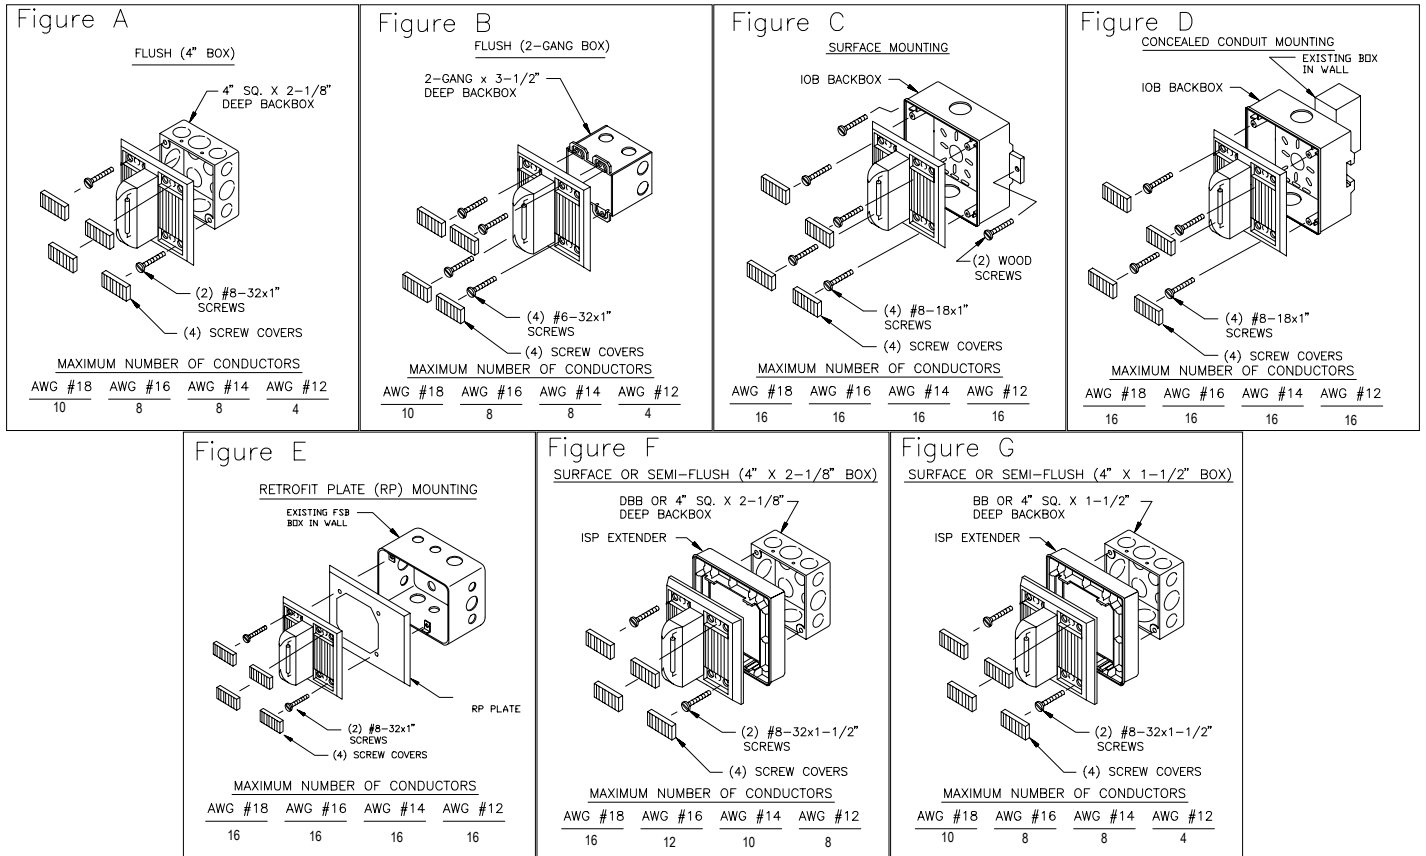 Figure A
FLUSH (4" BOX)
4" SQ. X 2-1/8"
DEEP BACKBOX
(2) #8-32x1"
SCREWS
(4) SCREW COVERS
MAXIMUM NUMBER OF CONDUCTORS
AWG #18 AWG #16 AWG #14 AWG #12
10 8 8 4
Figure B
FLUSH (2-GANG BOX)
2-GANG x 3-1/2"
DEEP BACKBOX
(4) #6-32x1"
SCREWS
(4) SCREW COVERS
MAXIMUM NUMBER OF CONDUCTORS
AWG #18 AWG #16 AWG #14 AWG #12
10 8 8 4
Figure C
SURFACE MOUNTING
IOB BACKBOX
(2) WOOD
SCREWS
(4) #8-18x1"
SCREWS
(4) SCREW COVERS
MAXIMUM NUMBER OF CONDUCTORS
AWG #18 AWG #16 AWG #14 AWG #12
16 16 16 16
Figure D
CONCEALED CONDUIT MOUNTING
EXISTING BOX
IN WALL
IOB BACKBOX
(4) #8-18x1"
SCREWS
(4) SCREW COVERS
MAXIMUM NUMBER OF CONDUCTORS
AWG #18 AWG #16 AWG #14 AWG #12
16 16 16 16
Figure E
RETROFIT PLATE (RP) MOUNTING
EXISTING FSB
BOX IN WALL
RP PLATE
(2) #8-32x1"
SCREWS
(4) SCREW COVERS
MAXIMUM NUMBER OF CONDUCTORS
AWG #18 AWG #16 AWG #14 AWG #12
16 16 16 16
Figure F
SURFACE OR SEMI-FLUSH (4" X 2-1/8" BOX)
DBB OR 4" SQ. X 2-1/8"
DEEP BACKBOX
ISP EXTENDER
(2) #8-32x1-1/2"
SCREWS
(4) SCREW COVERS
MAXIMUM NUMBER OF CONDUCTORS
AWG #18 AWG #16 AWG #14 AWG #12
16 12 10 8
Figure G
SURFACE OR SEMI-FLUSH (4" X 1-1/2" BOX)
BB OR 4" SQ. X 1-1/2"
DEEP BACKBOX
ISP EXTENDER
(2) #8-32x1-1/2"
SCREWS
(4) SCREW COVERS
MAXIMUM NUMBER OF CONDUCTORS
AWG #18 AWG #16 AWG #14 AWG #12
10 8 8 4